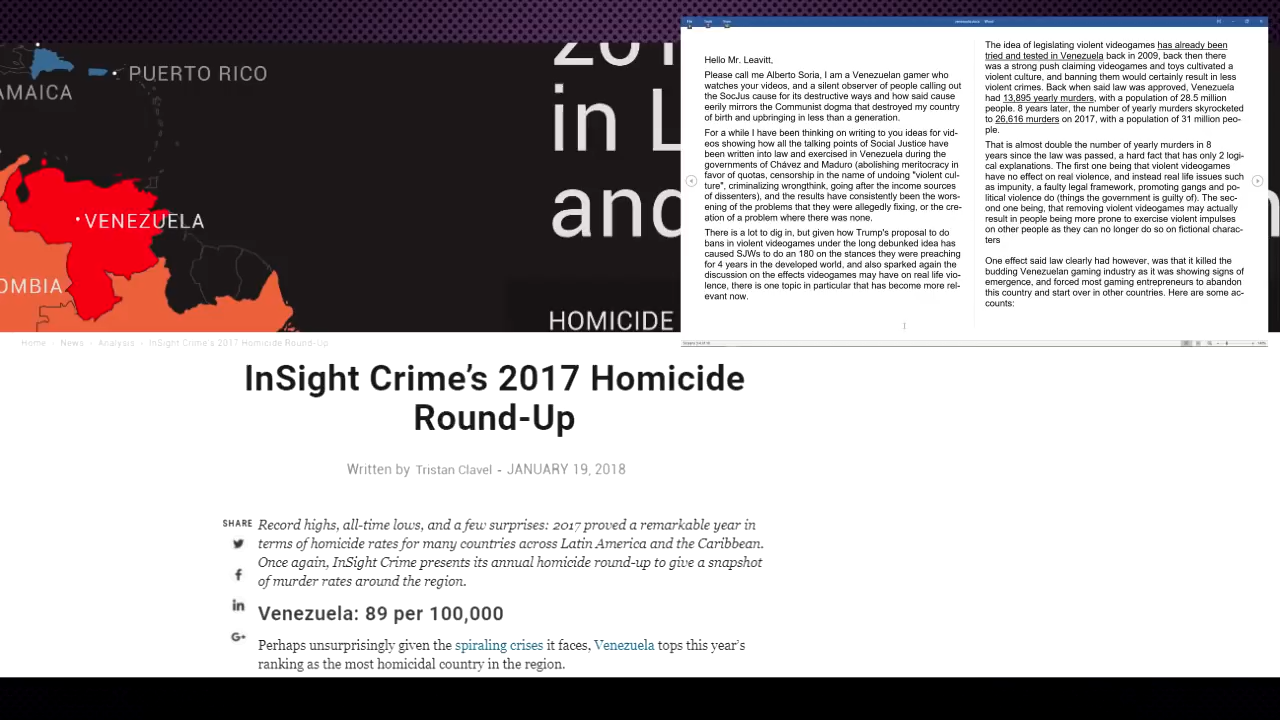 PUERTO RICO
AMAICA
VENEZUELA
OMBIA
201
in L
and
HOMICIDE
Home · News · Analysis · InSight Crime's 2017 Homicide Round-Up
InSight Crime's 2017 Homicide
Round-Up
Written by Tristan Clavel - JANUARY 19, 2018
SHARE
Record highs, all-time lows, and a few surprises: 2017 proved a remarkable year in
terms of homicide rates for many countries across Latin America and the Caribbean.
Once again, InSight Crime presents its annual homicide round-up to give a snapshot
of murder rates around the region.
Venezuela: 89 per 100,000
Perhaps unsurprisingly given the spiraling crises it faces, Venezuela tops this year's
ranking as the most homicidal country in the region.
Hello Mr. Leavitt,
Please call me Alberto Soria, I am a Venezuelan gamer who
watches your videos, and a silent observer of people calling out
the SocJus cause for its destructive ways and how said cause
eerily mirrors the Communist dogma that destroyed my country
of birth and upbringing in less than a generation.
For a while I have been thinking on writing to you ideas for vid-
eos showing how all the talking points of Social Justice have
been written into law and exercised in Venezuela during the
governments of Chávez and Maduro (abolishing meritocracy in
favor of quotas, censorship in the name of undoing "violent cul-
ture", criminalizing wrongthink, going after the income sources
of dissenters), and the results have consistently been the wors-
ening of the problems that they were allegedly fixing, or the cre-
ation of a problem where there was none.
There is a lot to dig in, but given how Trump's proposal to do
bans in violent videogames under the long debunked idea has
caused SJWs to do an 180 on the stances they were preaching
for 4 years in the developed world, and also sparked again the
discussion on the effects videogames may have on real life vio-
lence, there is one topic in particular that has become more rel-
evant now.
The idea of legislating violent videogames has already been
tried and tested in Venezuela back in 2009, back then there
was a strong push claiming videogames and toys cultivated a
violent culture, and banning them would certainly result in less
violent crimes. Back when said law was approved, Venezuela
had 13,895 yearly murders, with a population of 28.5 million
people. 8 years later, the number of yearly murders skyrocketed
to 26,616 murders on 2017, with a population of 31 million peo-
ple.
That is almost double the number of yearly murders in 8
years since the law was passed, a hard fact that has only 2 logi-
cal explanations. The first one being that violent videogames
have no effect on real violence, and instead real life issues such
as impunity, a faulty legal framework, promoting gangs and po-
litical violence do (things the government is guilty of). The sec-
ond one being, that removing violent videogames may actually
result in people being more prone to exercise violent impulses
on other people as they can no longer do so on fictional charac-
ters
One effect said law clearly had however, was that it killed the
budding Venezuelan gaming industry as it was showing signs of
emergence, and forced most gaming entrepreneurs to abandon
this country and start over in other countries. Here are some ac-
counts: